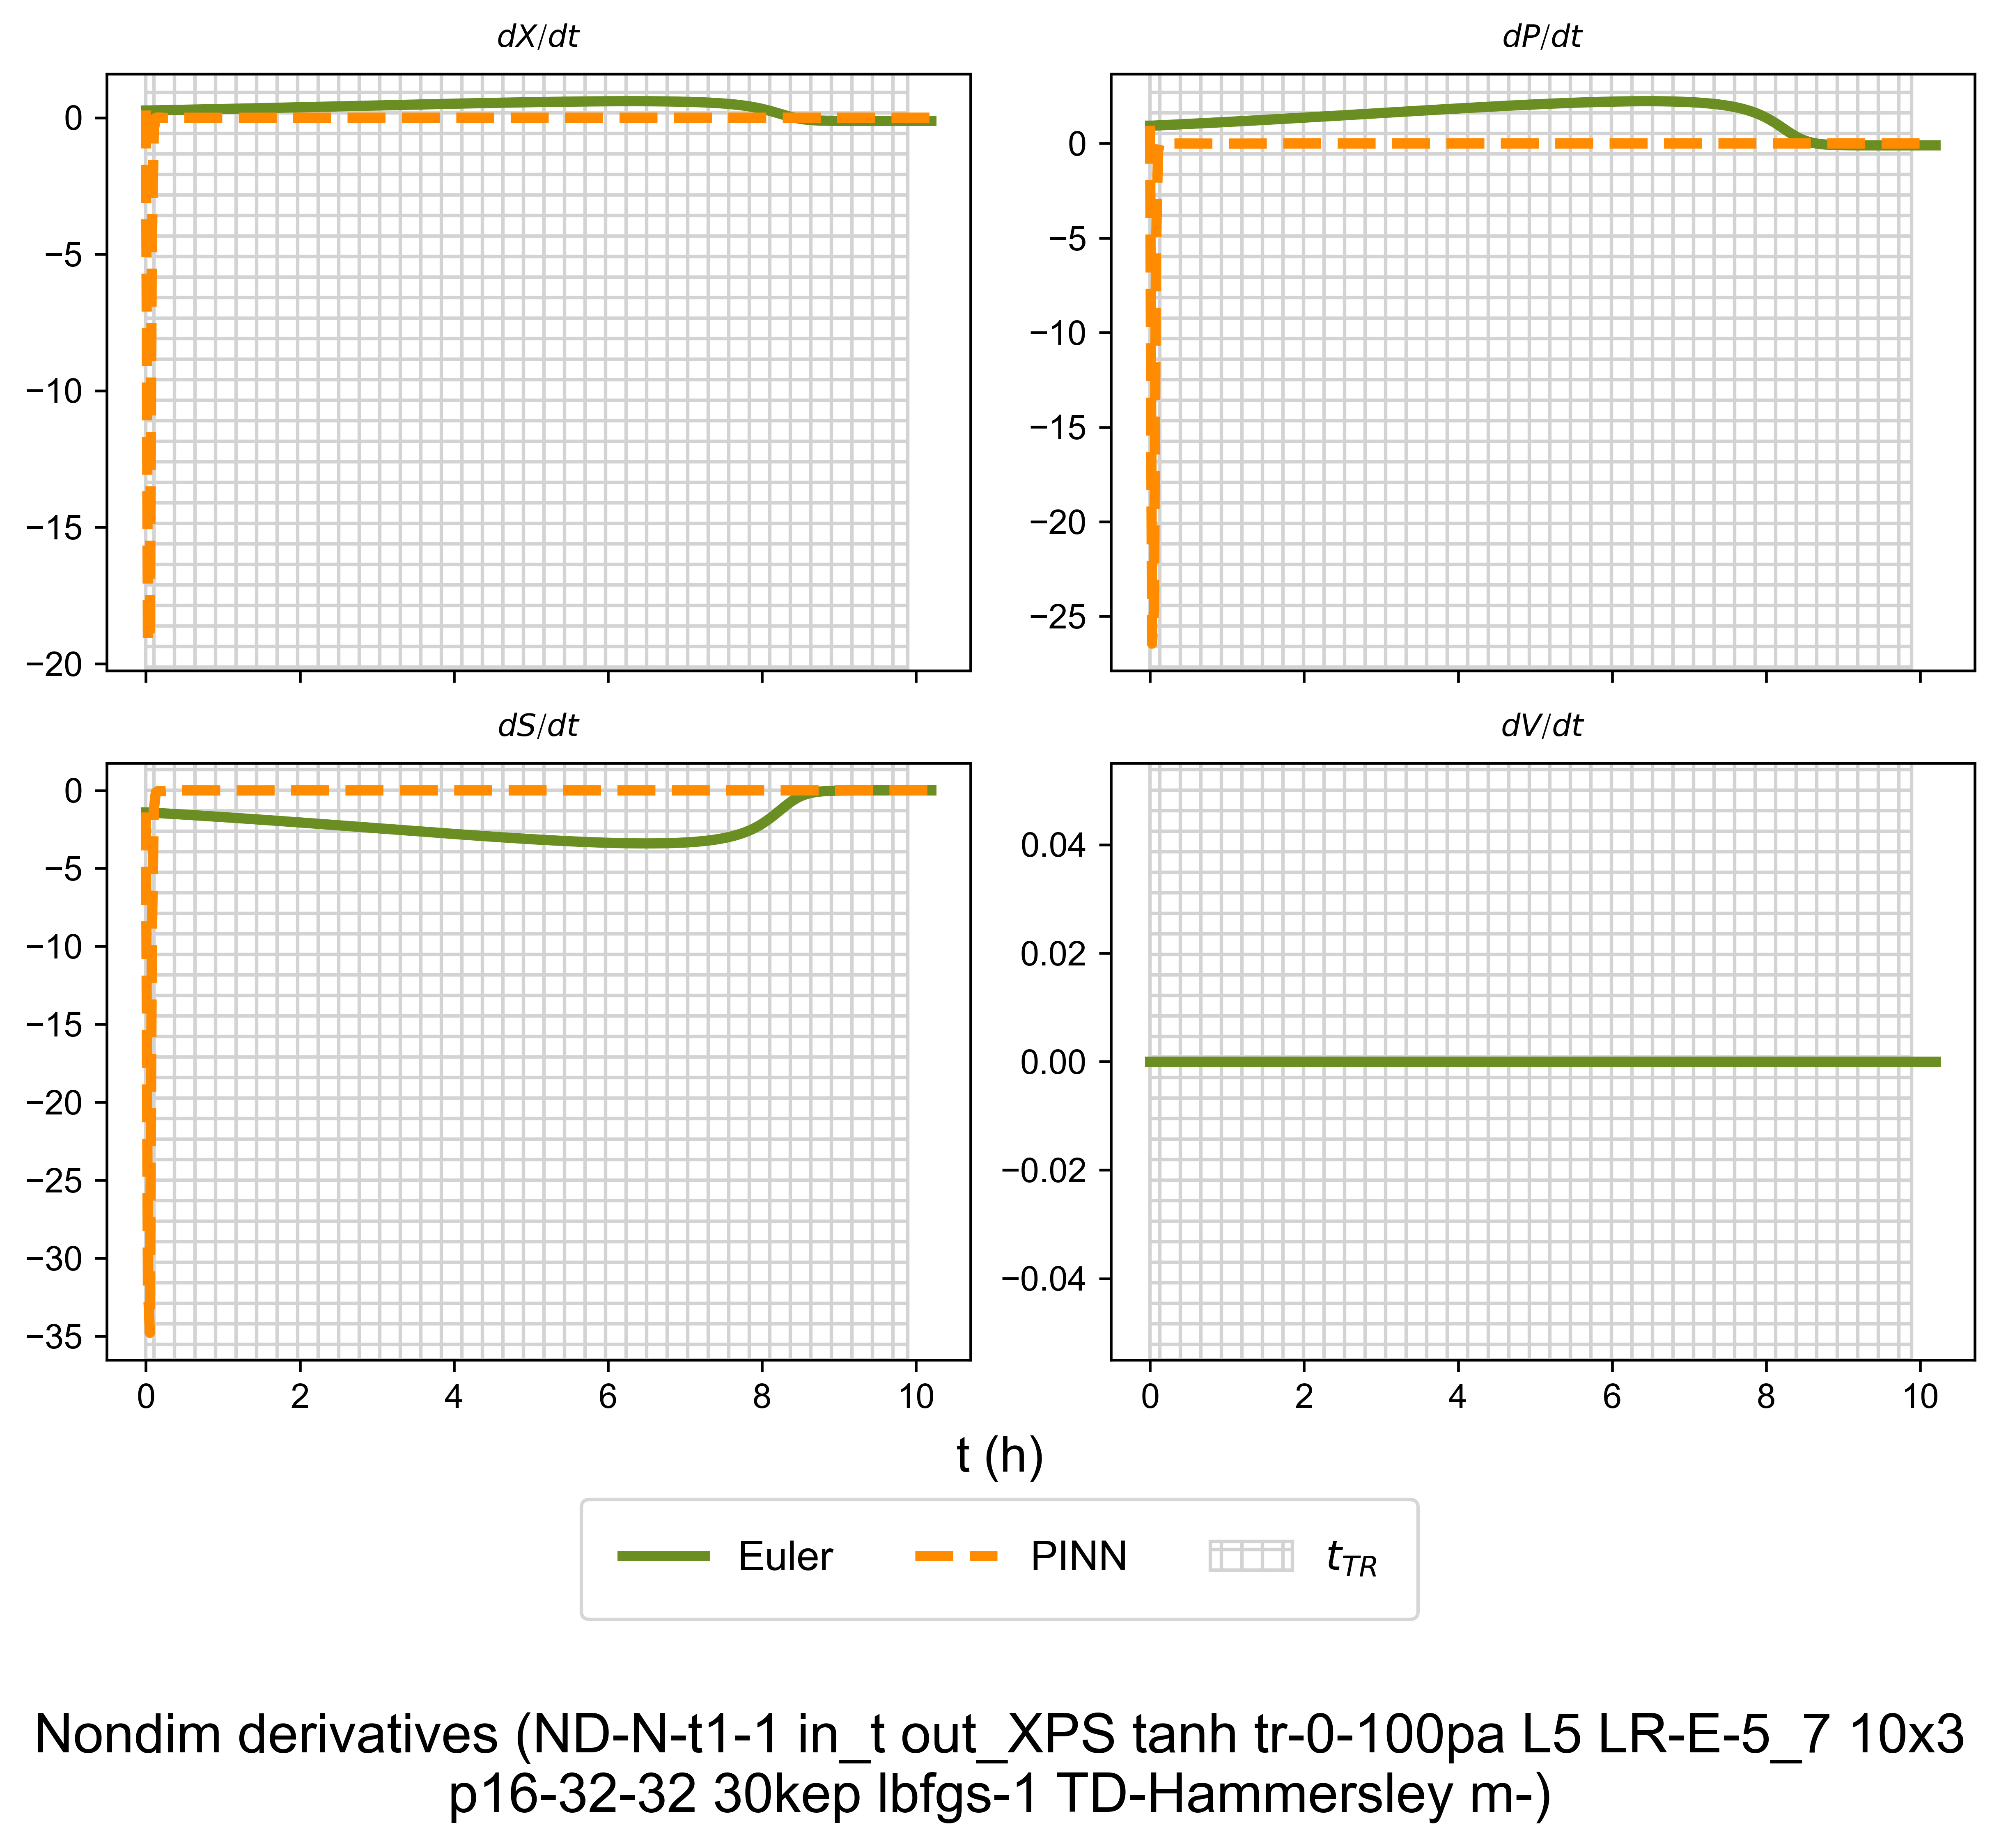 dX/dt
dP/dt
0
−5
−10
−15
−20
0
−5
−10
−15
−20
−25
dS/dt
dV/dt
0
−5
−10
−15
−20
−25
−30
−35
0.04
0.02
0.00
−0.02
−0.04
0 2 4 6 8 10
0 2 4 6 8 10
t (h)
Euler PINN t_TR
Nondim derivatives (ND-N-t1-1 in_t out_XPS tanh tr-0-100pa L5 LR-E-5_7 10x3
p16-32-32 30kep lbfgs-1 TD-Hammersley m-)